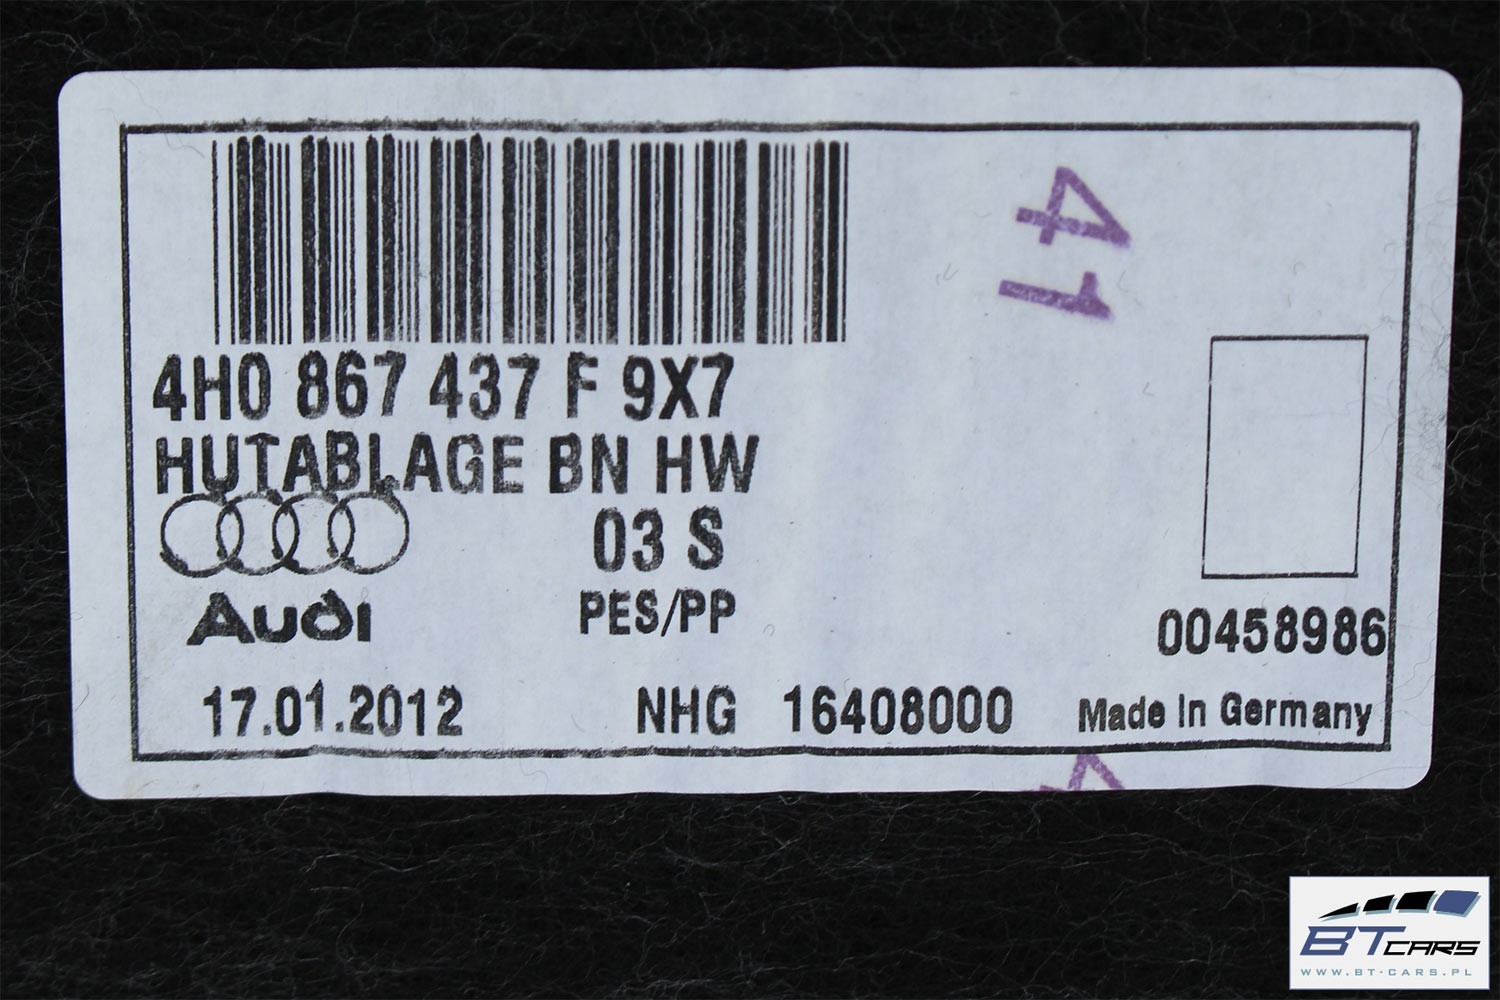 41
4H0 867 437 F 9X7
HUTABLAGE BN HW
03 S
Audi
PES/PP
00458986
17.01.2012 NHG 16408000 Made in Germany
BT CARS
WWW.BT-CARS.PL